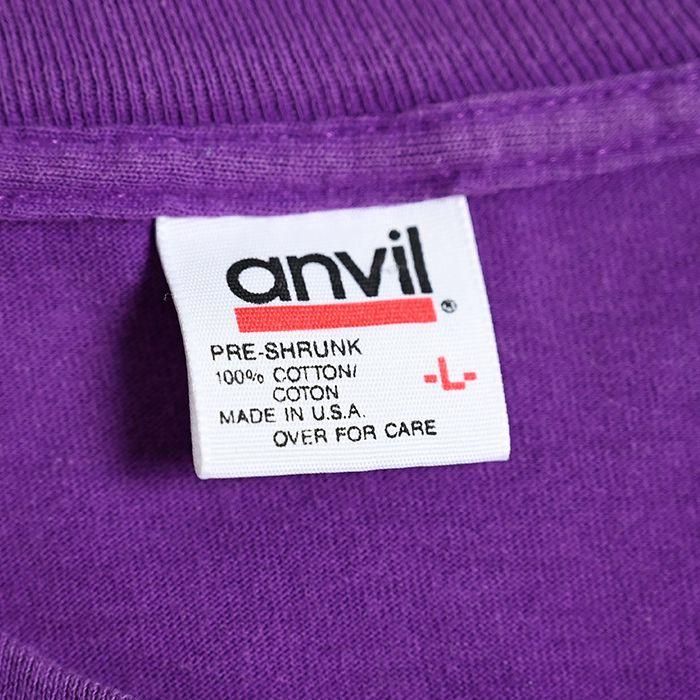 anvil®
PRE-SHRUNK
100% COTTON/
COTON
-L-
MADE IN U.S.A.
OVER FOR CARE